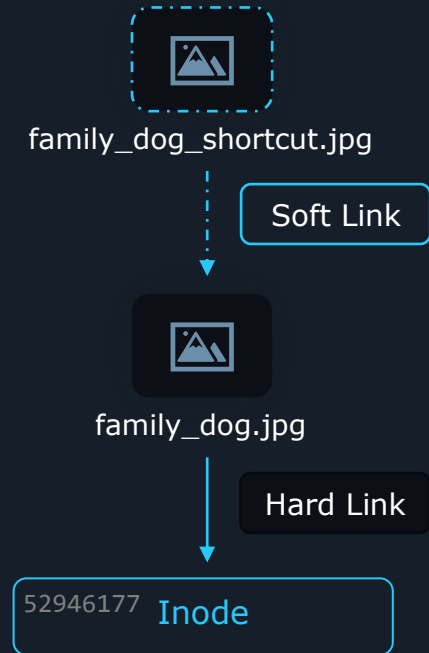 family_dog_shortcut.jpg
Soft Link
family_dog.jpg
Hard Link
52946177 Inode